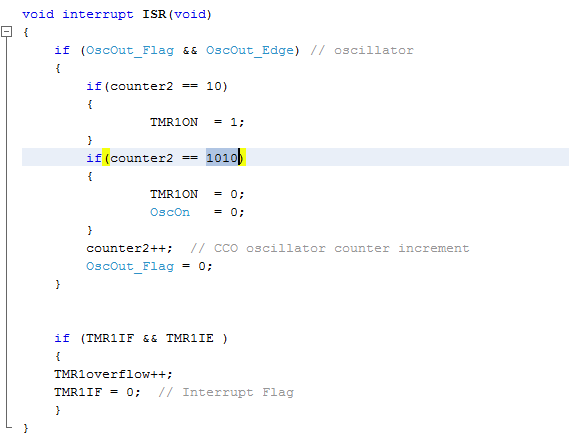 void interrupt ISR(void)
{
if (OscOut_Flag && OscOut_Edge) // oscillator
{
if(counter2 == 10)
{
TMR1ON = 1;
}
if(counter2 == 1010)
{
TMR1ON = 0;
OscOn = 0;
}
counter2++; // CCO oscillator counter increment
OscOut_Flag = 0;
}
if (TMR1IF && TMR1IE )
{
TMR1overflow++;
TMR1IF = 0; // Interrupt Flag
}
}